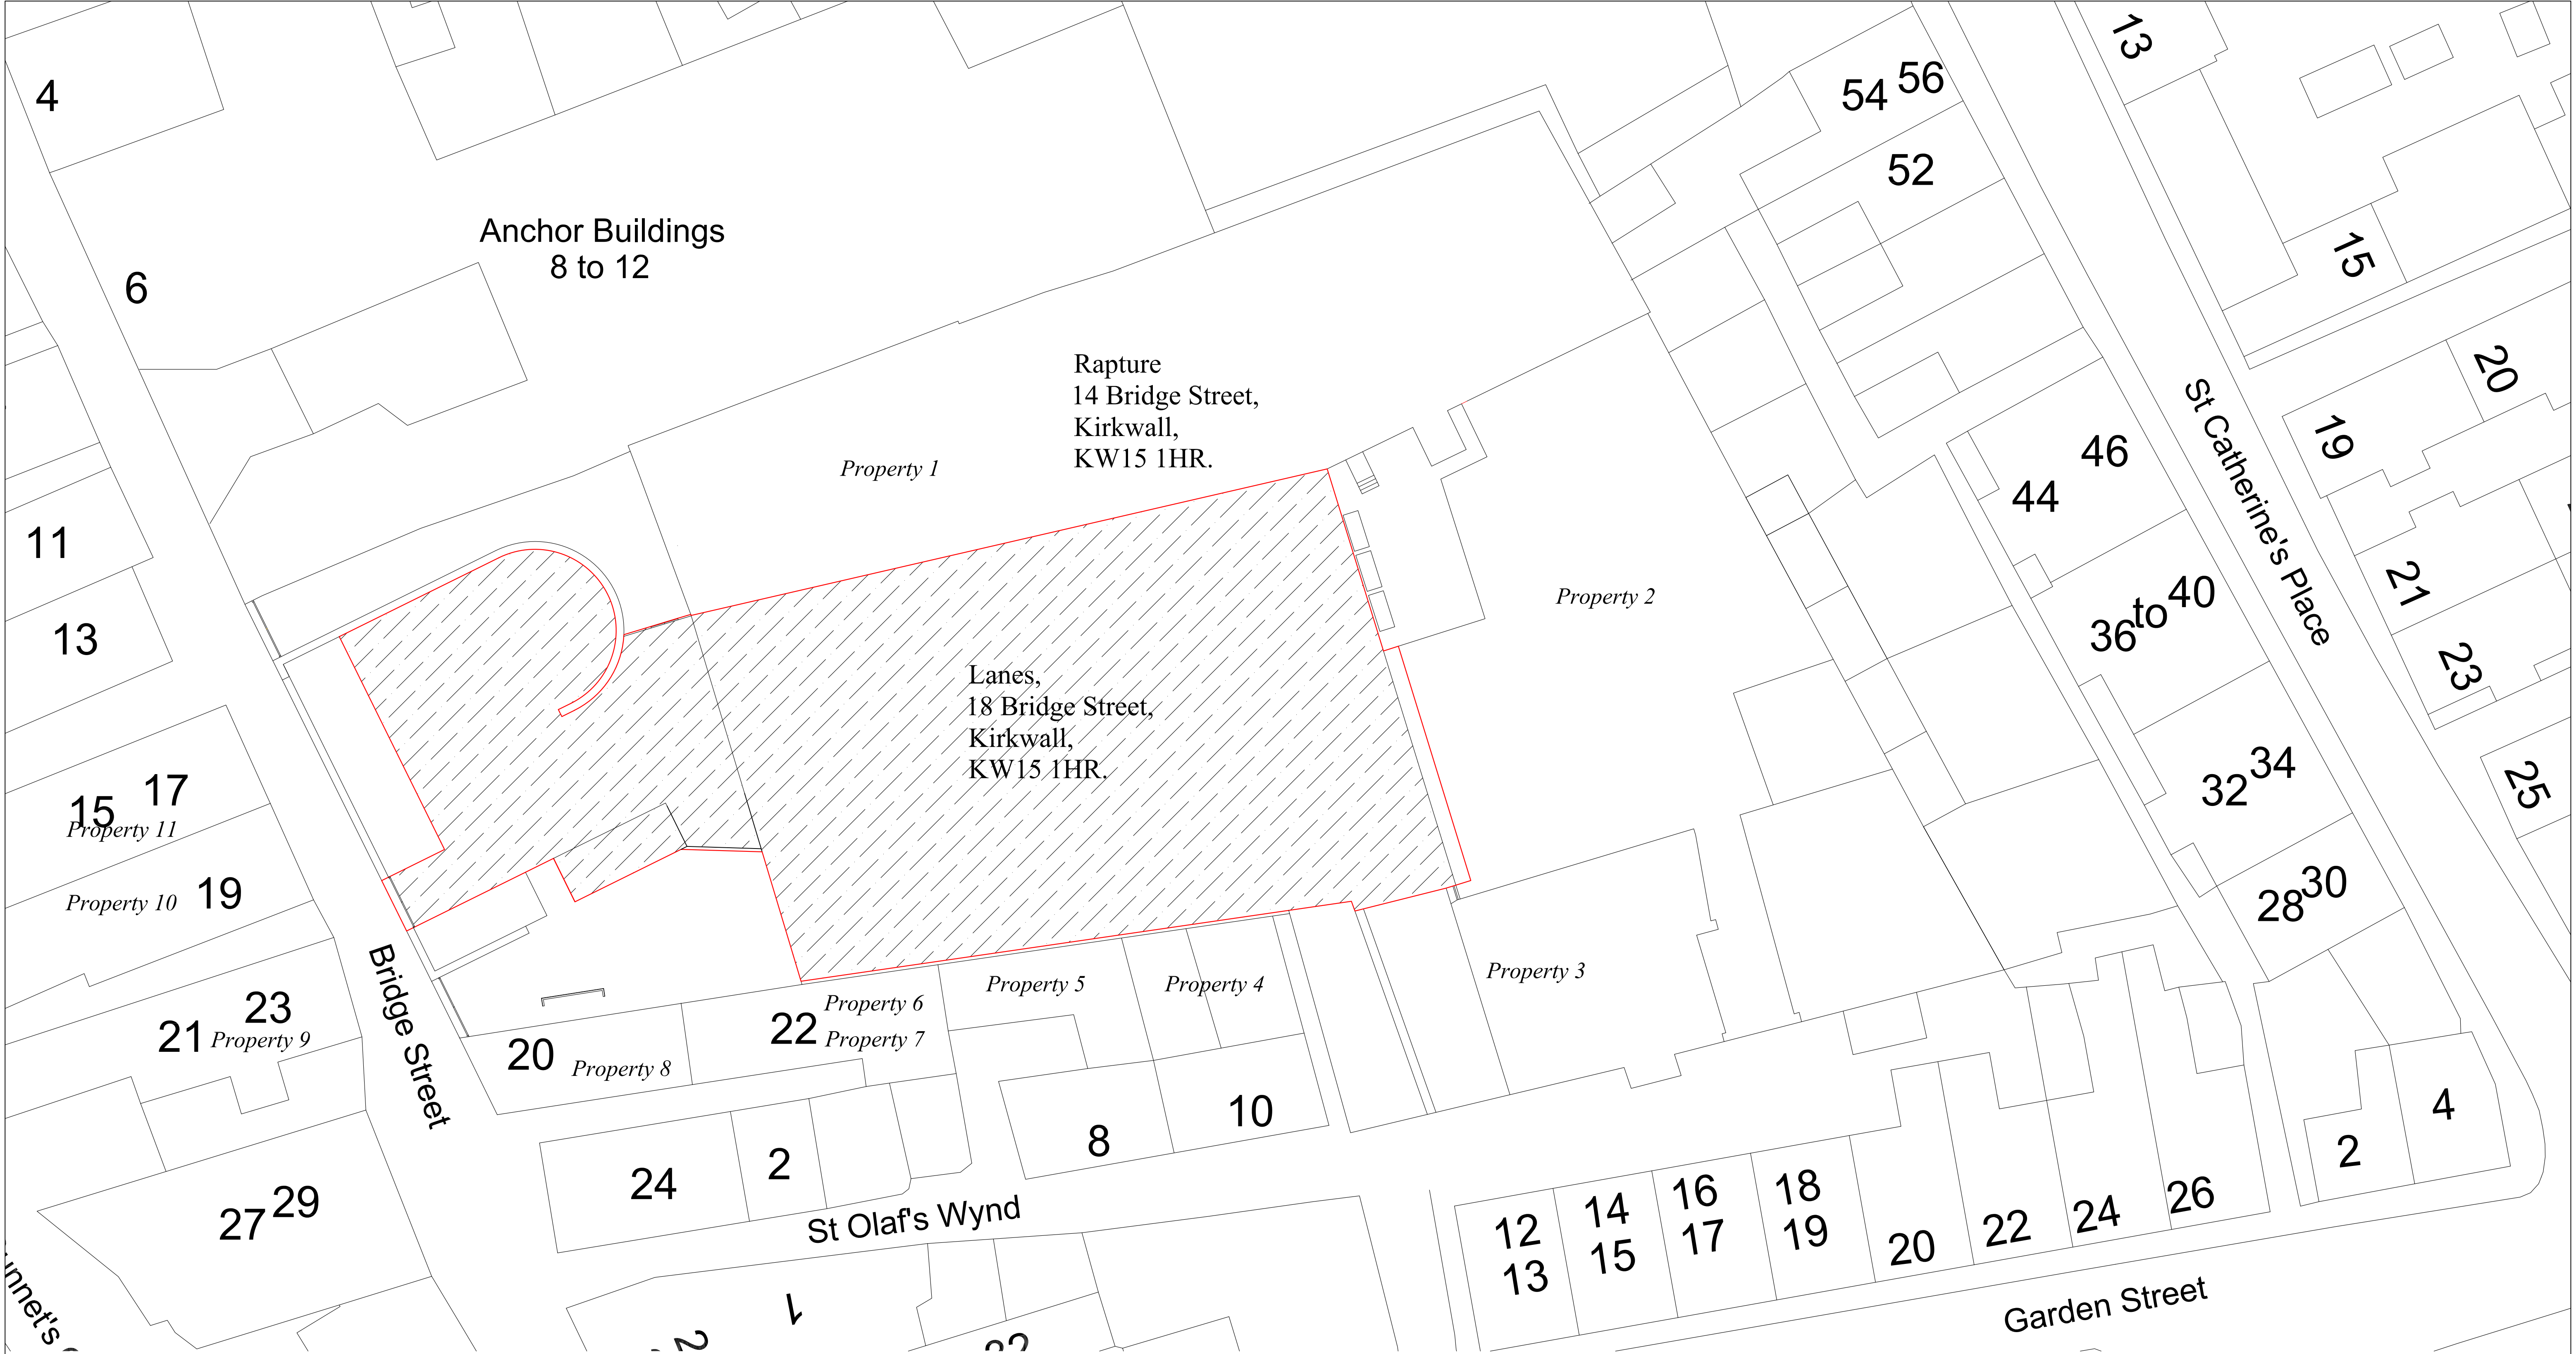 4
6
Anchor Buildings
8 to 12
54 56
52
13
15
20
19
21
23
25
St Catherine's Place
46
44
36 to 40
32 34
28 30
Rapture
14 Bridge Street,
Kirkwall,
KW15 1HR.
Property 1
Property 2
Lanes,
18 Bridge Street,
Kirkwall,
KW15 1HR.
11
13
15 17
Property 11
Property 10 19
23
21 Property 9
27 29
Bridge Street
20 Property 8
Property 6
22 Property 7
Property 5
Property 4
Property 3
24
2
8
10
St Olaf's Wynd
1
2
22
12
13
14
15
16
17
18
19
20
22
24
26
2
4
Garden Street